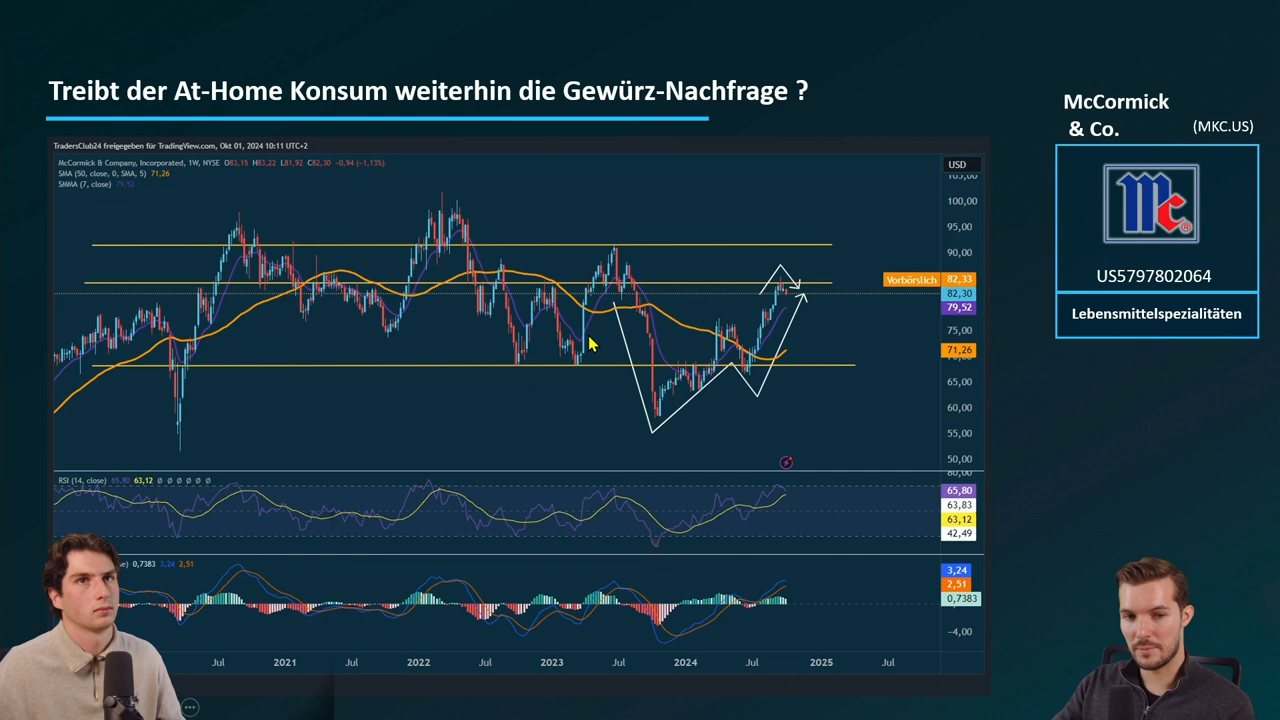 Treibt der At-Home Konsum weiterhin die Gewürz-Nachfrage ?
McCormick
& Co.
(MKC.US)
TradersClub24 freigegeben für TradingView.com, Okt 01, 2024 10:11 UTC+2
McCormick & Company, Incorporated, 1W, NYSE O83,15 H83,22 L81,92 C82,30 −0,94 (−1,13%)
USD
SMA (50, close, 0, SMA, 5) 71,26
SMMA (7, close) 79,52
105,00
100,00
95,00
90,00
Vorbörslich 82,33
82,30
79,52
75,00
71,26
65,00
60,00
55,00
50,00
Mc
US5797802064
Lebensmittelspezialitäten
RSI (14, close) 65,80 63,12 Ø Ø Ø Ø Ø Ø
80,00
65,80
63,83
63,12
42,49
se) 0,7383 3,24 2,51
3,24
2,51
0,7383
−4,00
Jul 2021 Jul 2022 Jul 2023 Jul 2024 Jul 2025 Jul